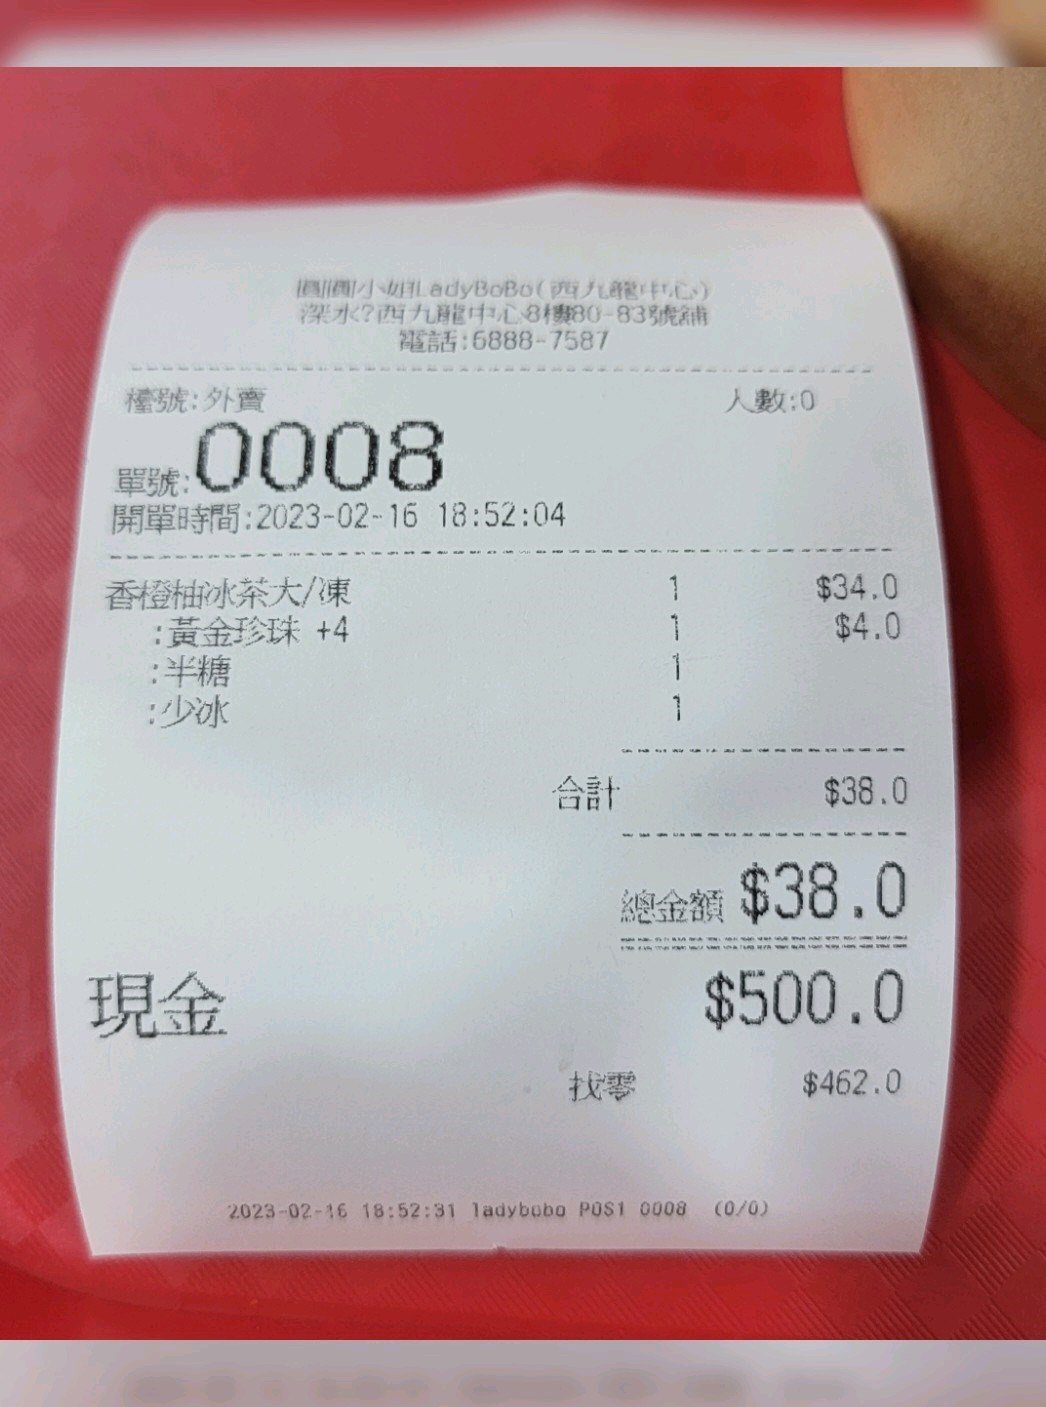 圓圓小姐LadyBoBo(西九龍中心)
深水?西九龍中心8樓80-83號舖
電話:6888-7587
檯號:外賣 人數:0
單號:0008
開單時間:2023-02-16 18:52:04
香橙柚冰茶大/凍 1 $34.0
:黃金珍珠 +4 1 $4.0
:半糖 1
:少冰 1
合計 $38.0
總金額 $38.0
現金 $500.0
找零 $462.0
2023-02-16 18:52:31 ladybobo POS1 0008 (0/0)